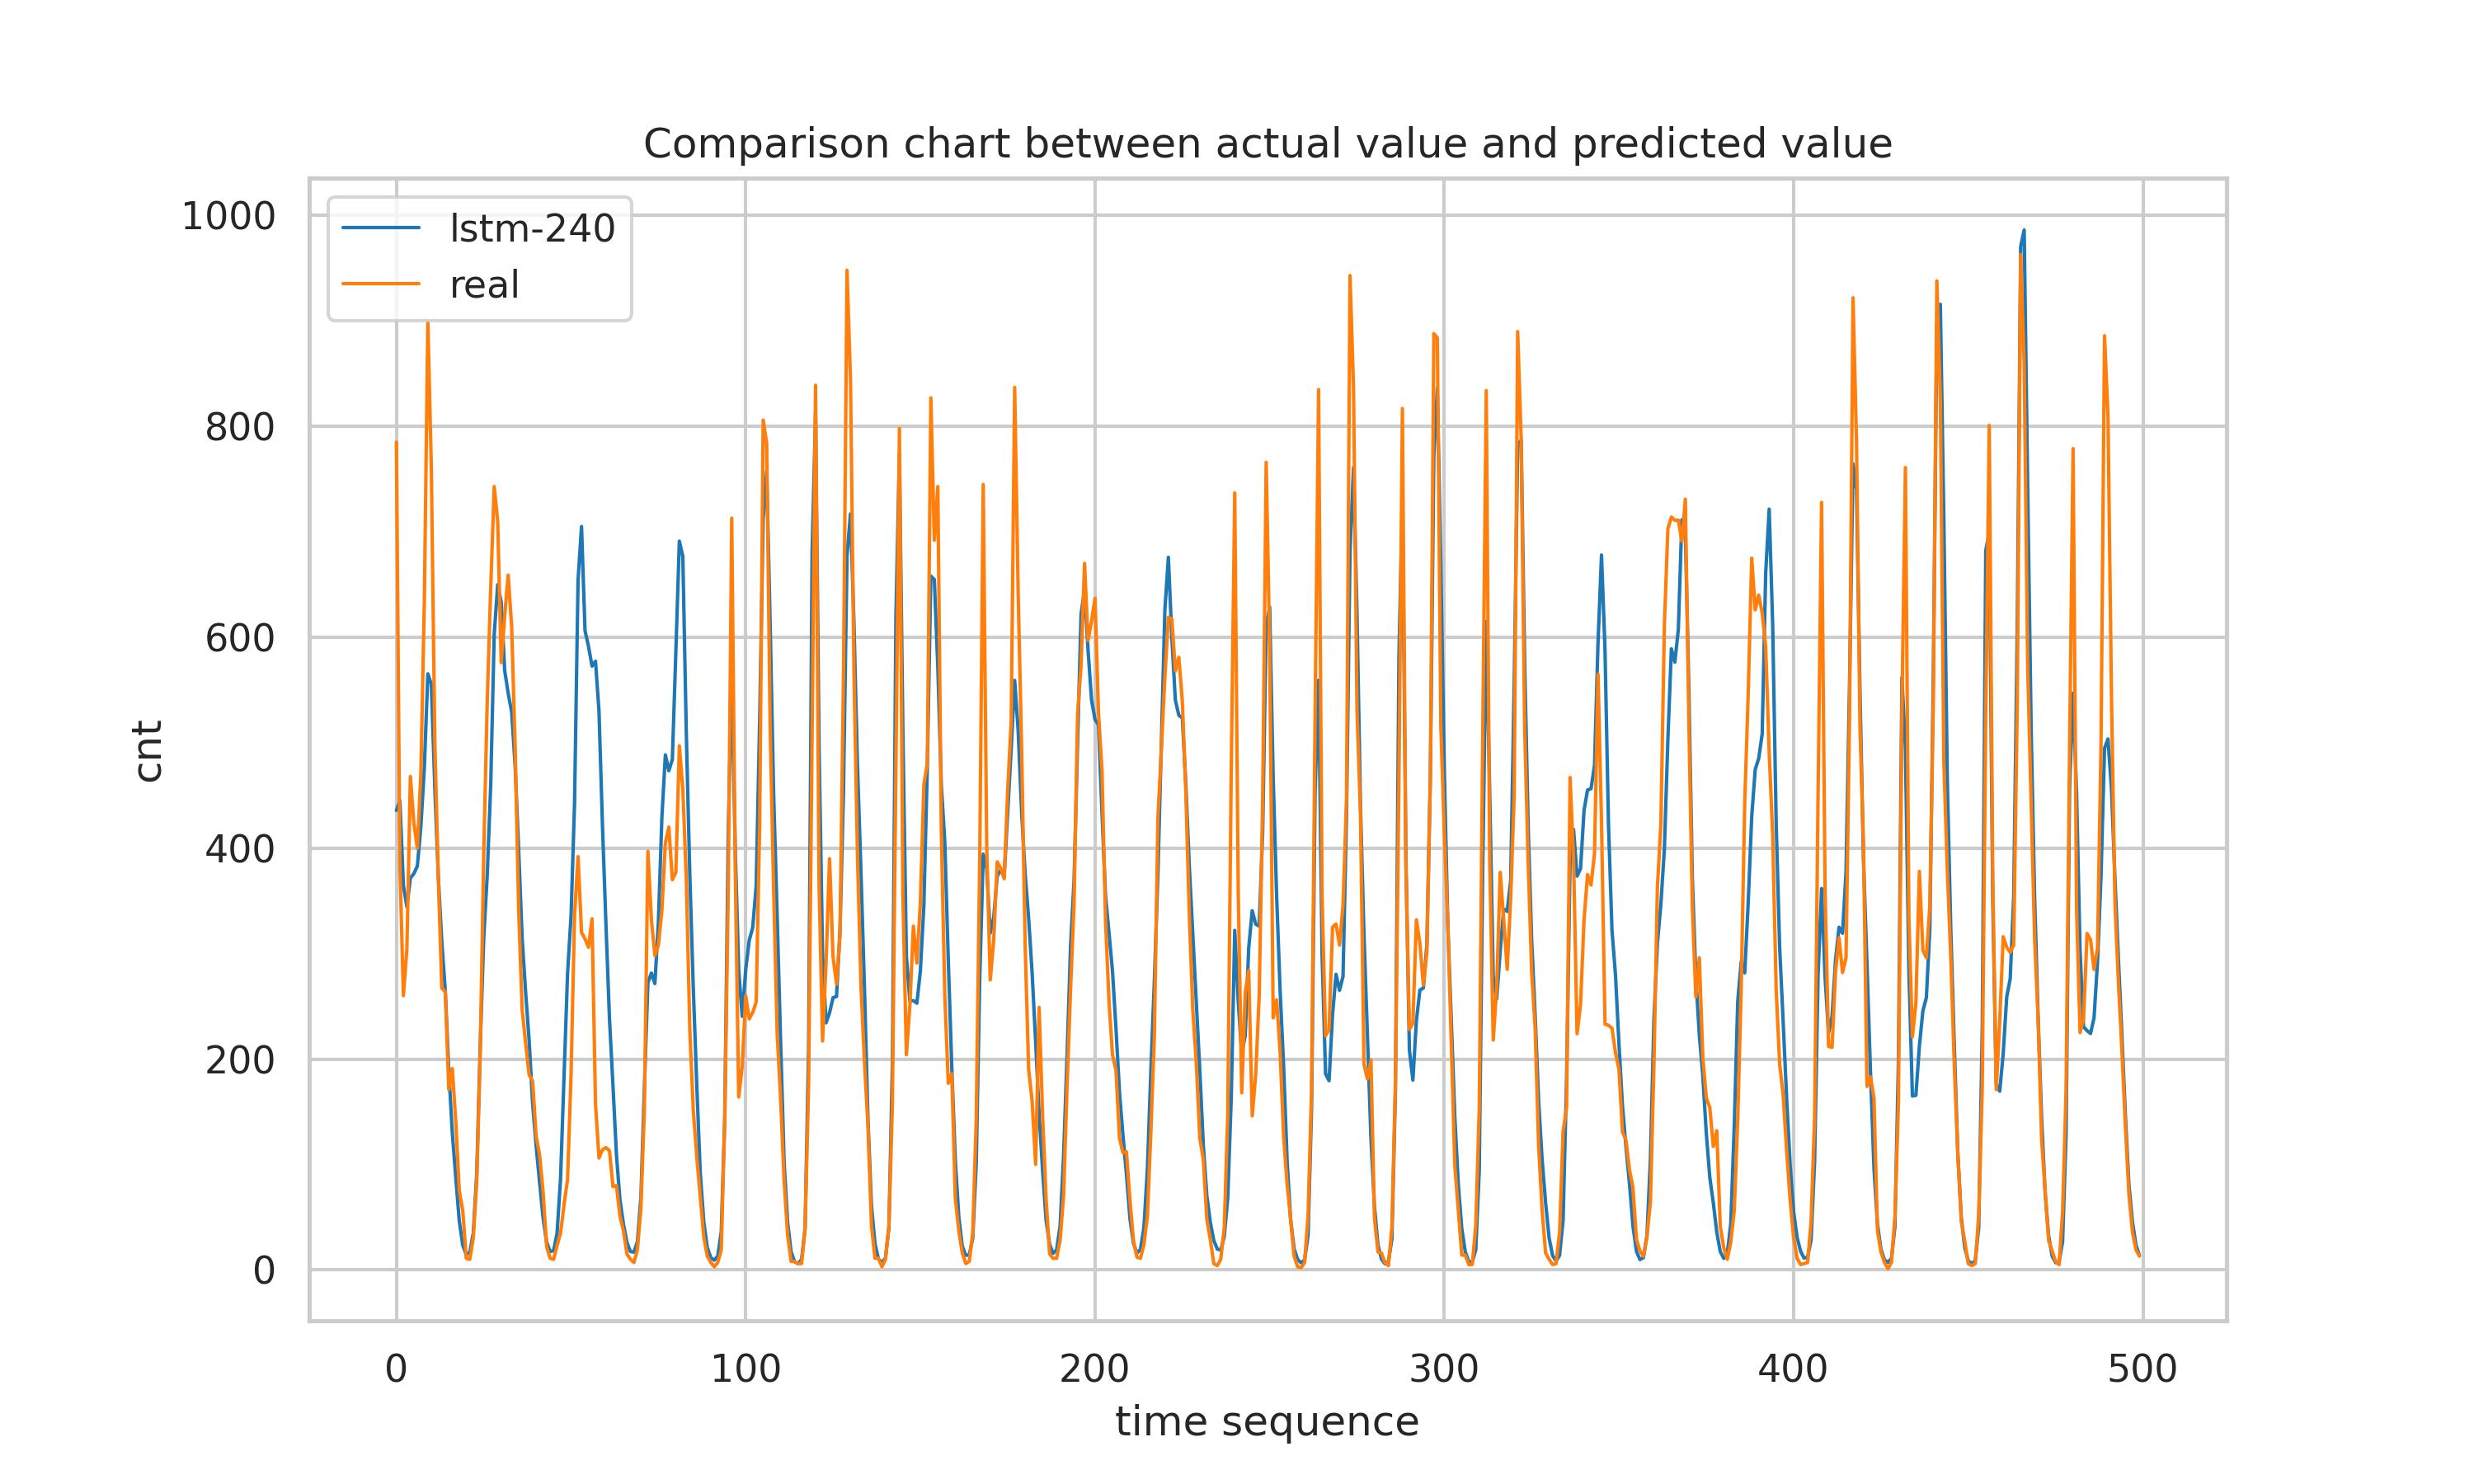 Comparison chart between actual value and predicted value
lstm-240
real
1000
800
600
400
200
0
cnt
0 100 200 300 400 500
time sequence